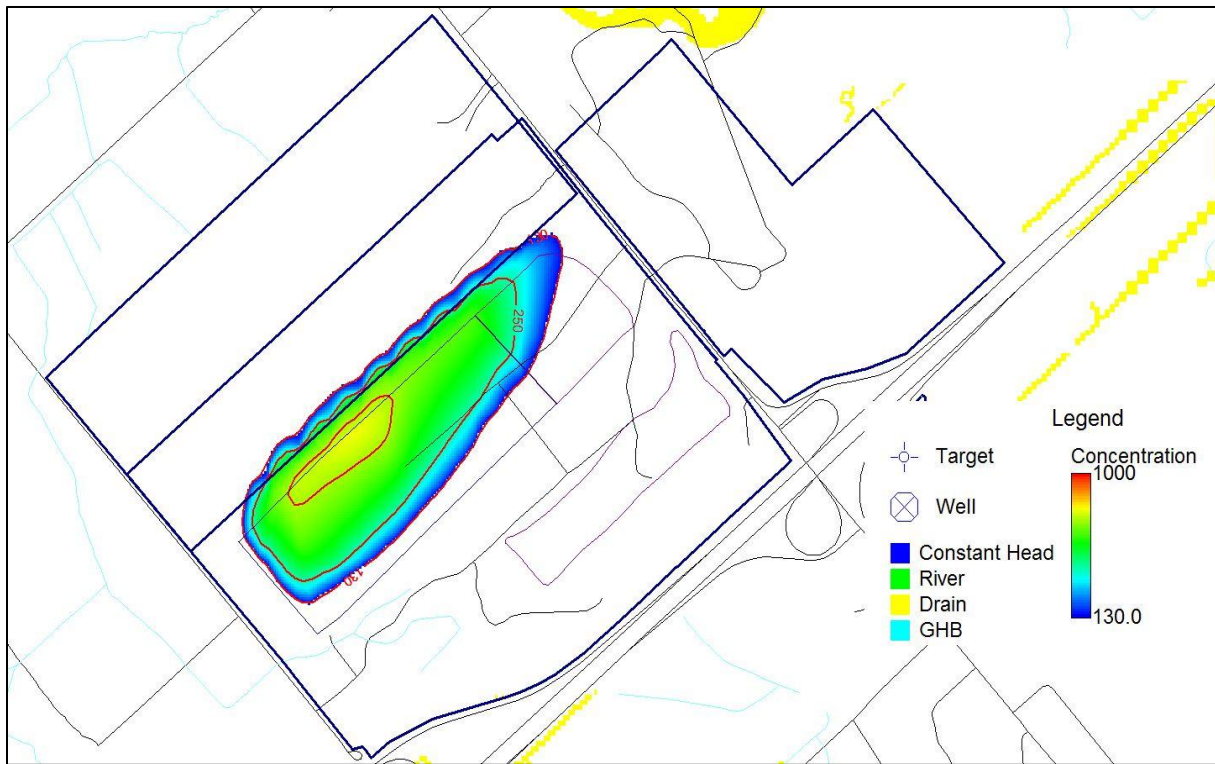 250
130
Legend
Target
Well
Constant Head
River
Drain
GHB
Concentration
1000
130.0